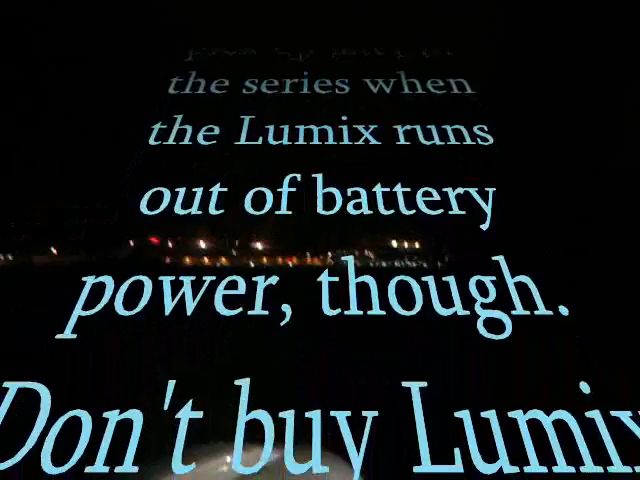 the series when
the Lumix runs
out of battery
power, though.
Don't buy Lumix